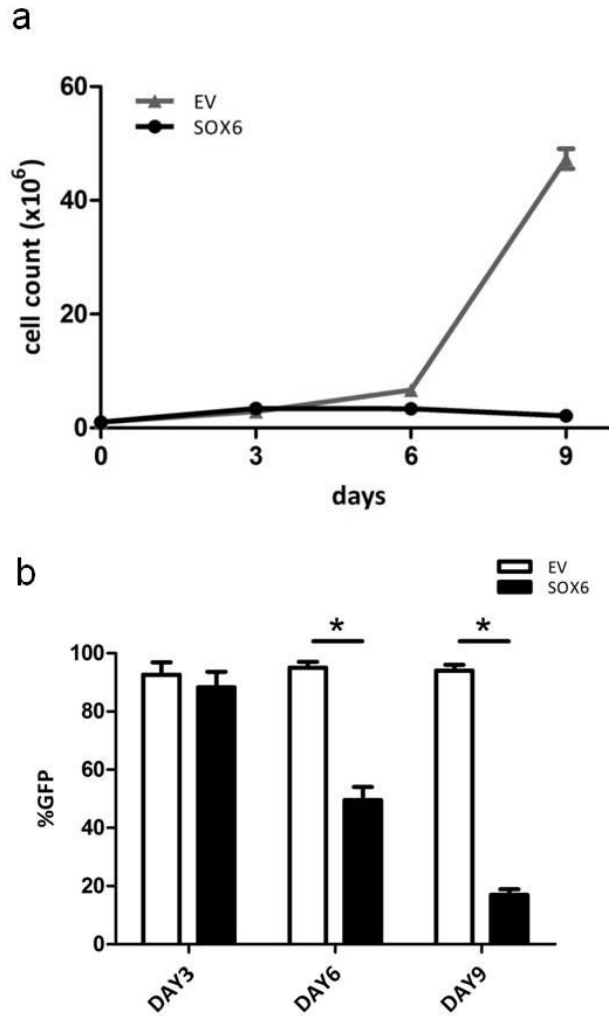 a
60
EV
SOX6
40
cell count (x10⁶)
20
0
0 3 6 9
days
b
EV
SOX6
* *
100
80
60
%GFP
40
20
0
DAY3 DAY6 DAY9